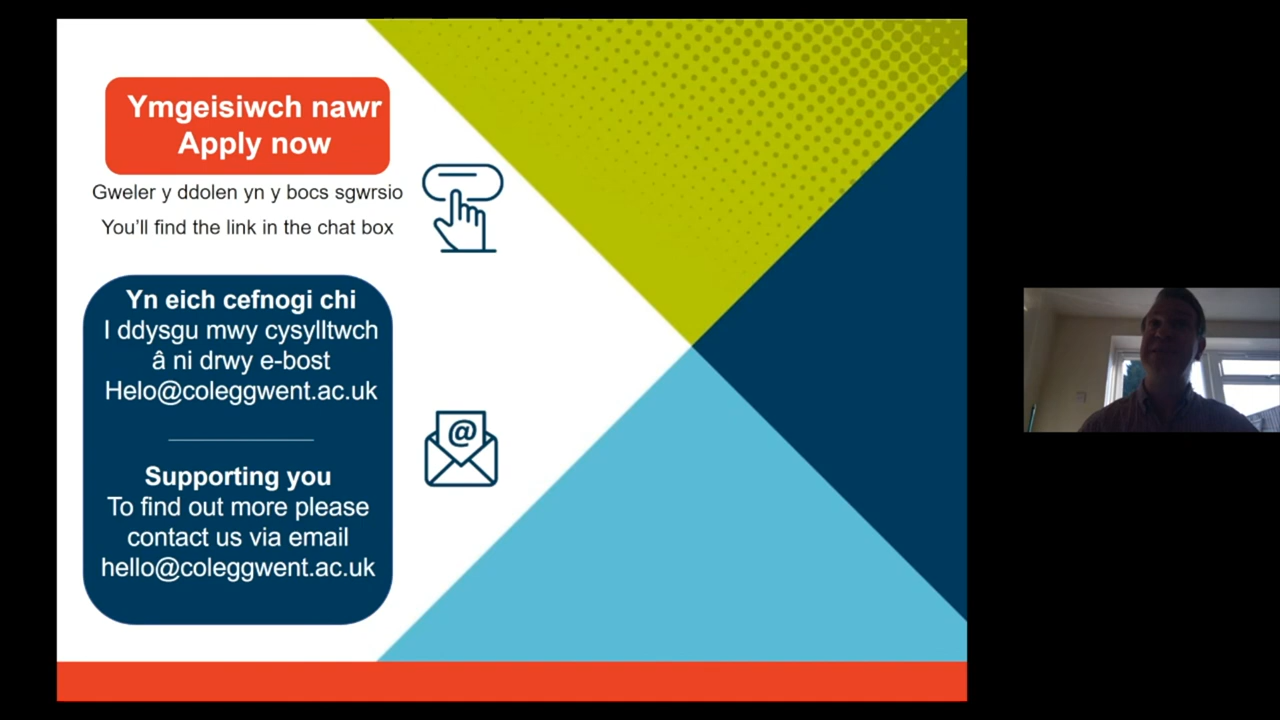 Ymgeisiwch nawr
Apply now
Gweler y ddolen yn y bocs sgwrsio
You'll find the link in the chat box
Yn eich cefnogi chi
I ddysgu mwy cysylltwch
â ni drwy e-bost
Helo@coleggwent.ac.uk
Supporting you
To find out more please
contact us via email
hello@coleggwent.ac.uk
@